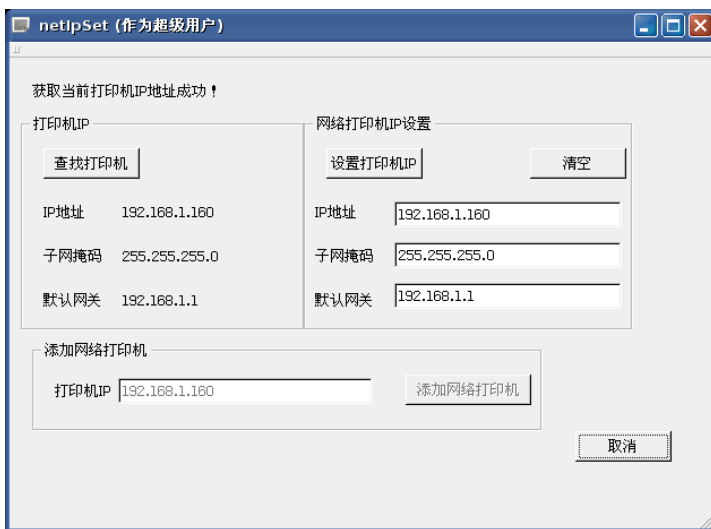 netIpSet (作为超级用户)
获取当前打印机IP地址成功！
打印机IP
查找打印机
IP地址 192.168.1.160
子网掩码 255.255.255.0
默认网关 192.168.1.1
网络打印机IP设置
设置打印机IP 清空
IP地址 192.168.1.160
子网掩码 255.255.255.0
默认网关 192.168.1.1
添加网络打印机
打印机IP 192.168.1.160 添加网络打印机
取消